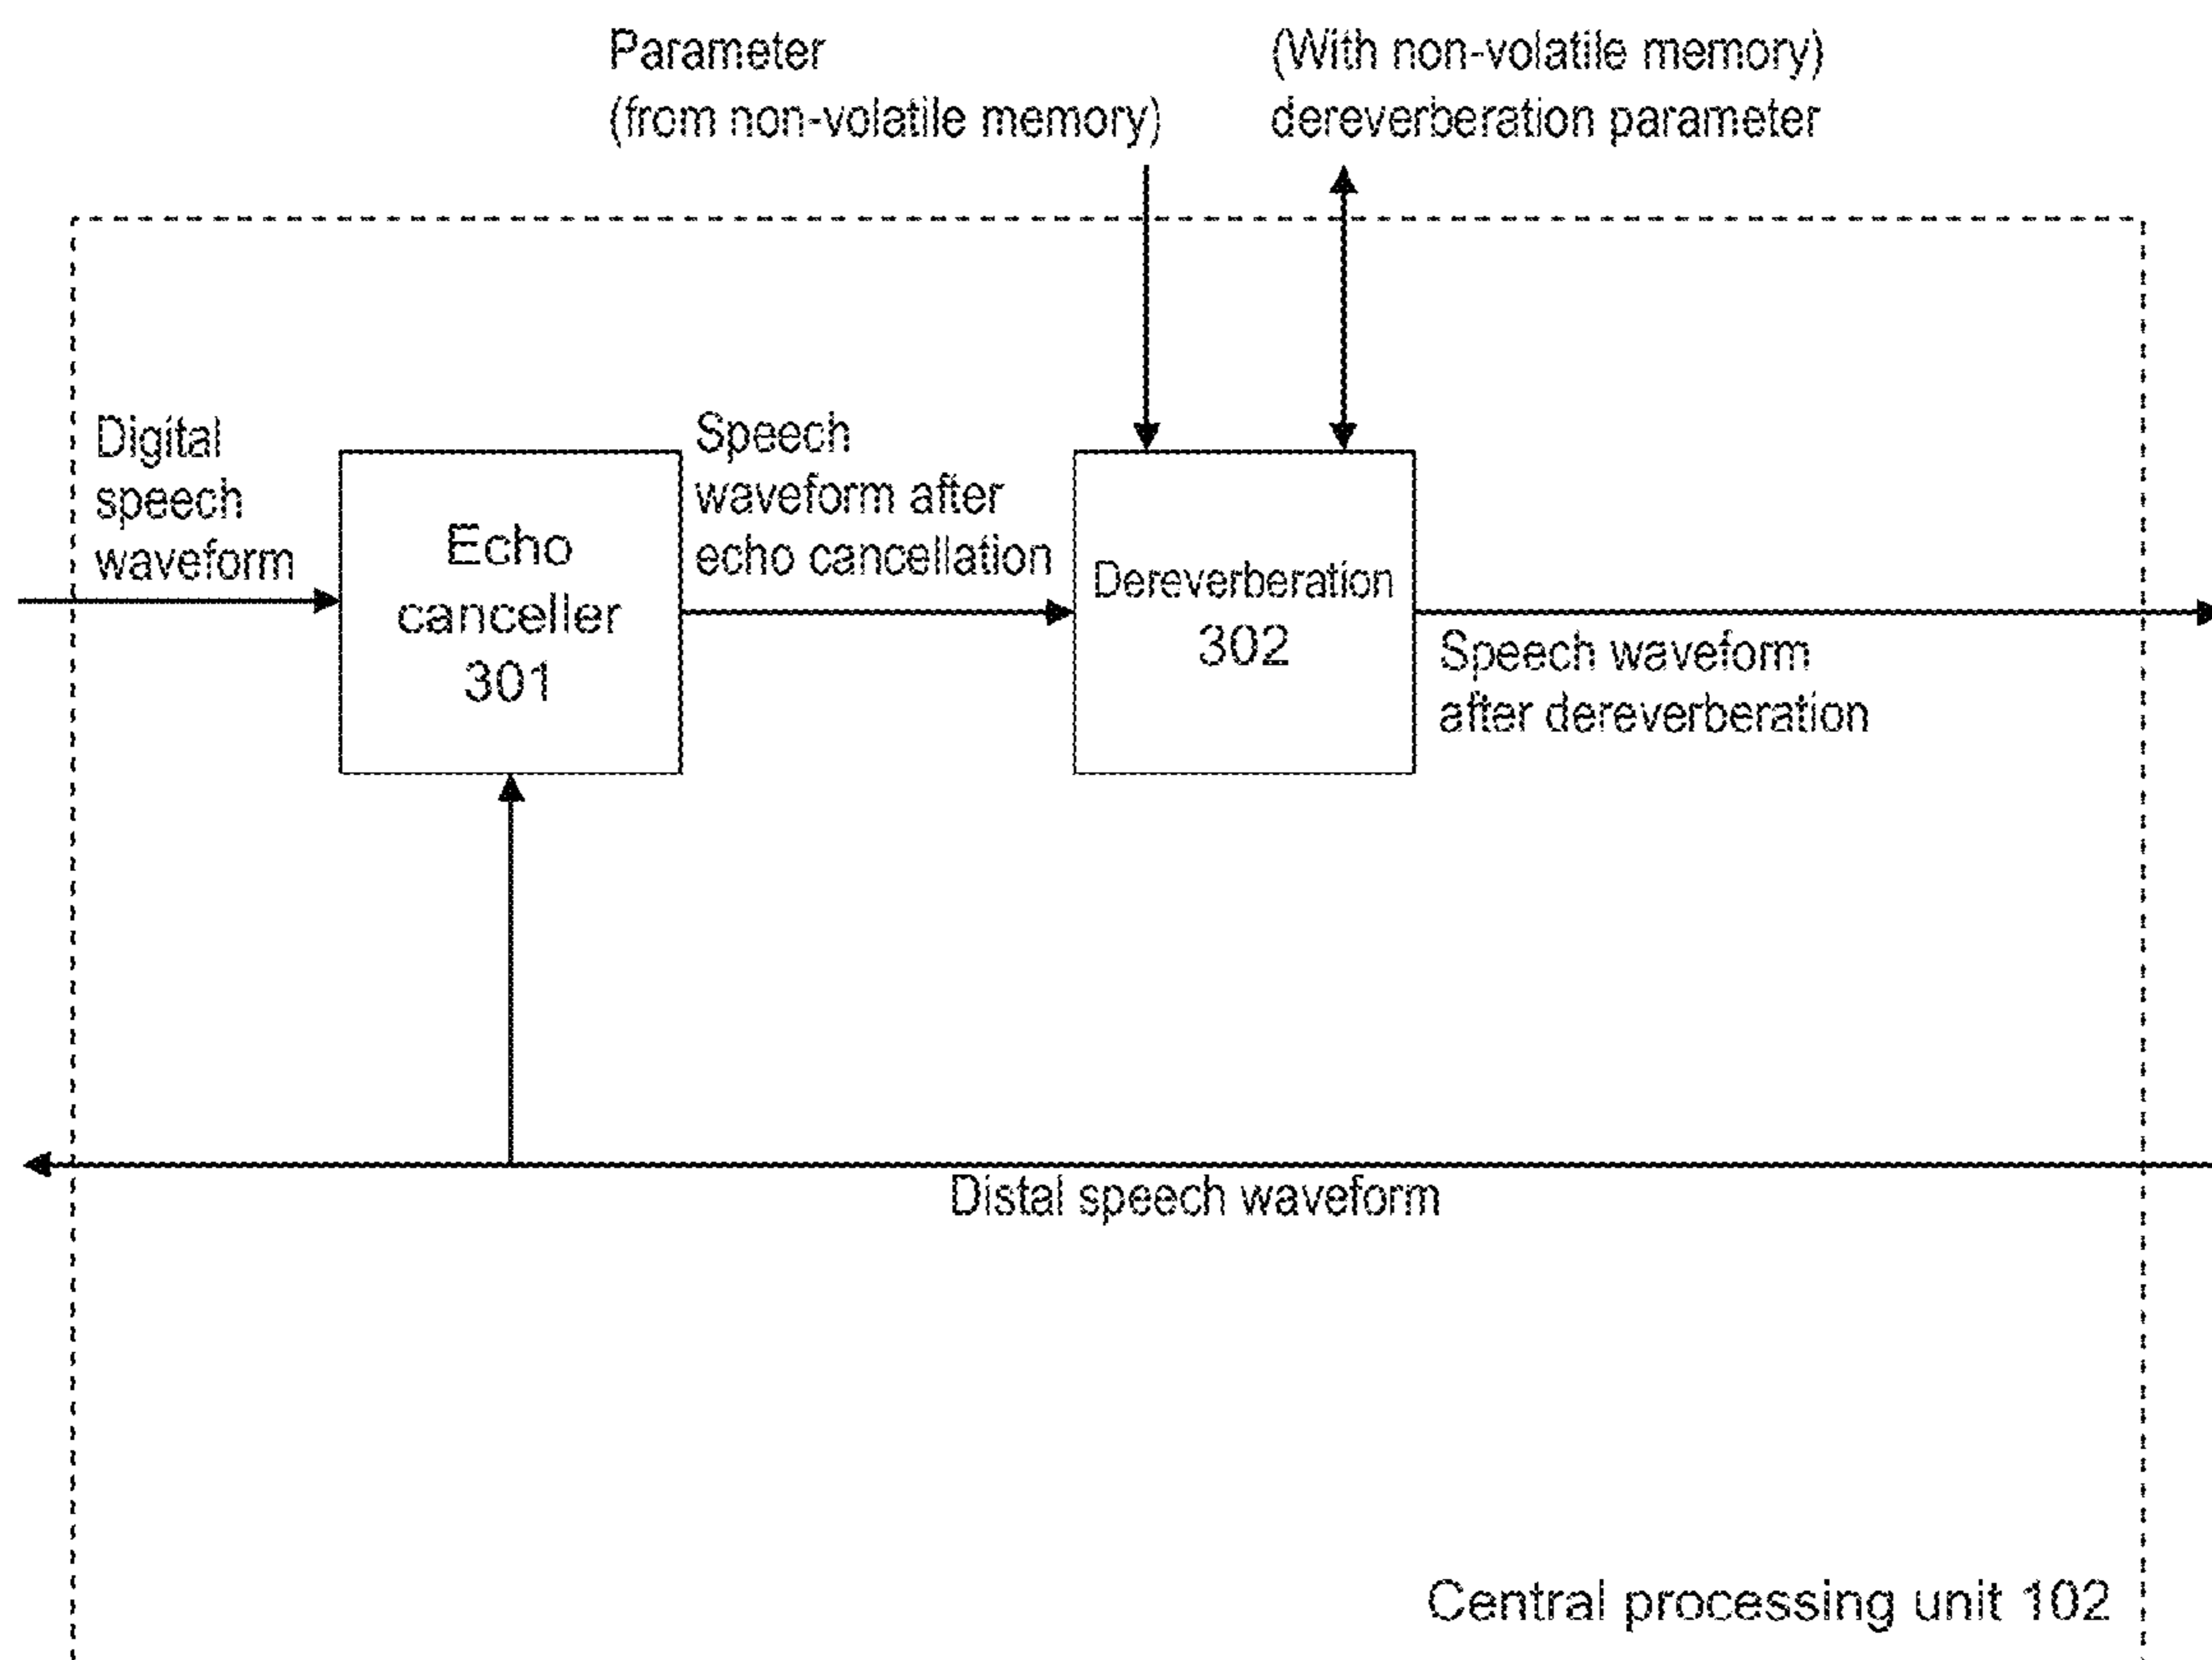 Parameter
(from non-volatile memory)
(With non-volatile memory)
dereverberation parameter
Digital
speech
waveform
Echo
canceller
301
Speech
waveform after
echo cancellation
Dereverberation
302
Speech waveform
after dereverberation
Distal speech waveform
Central processing unit 102